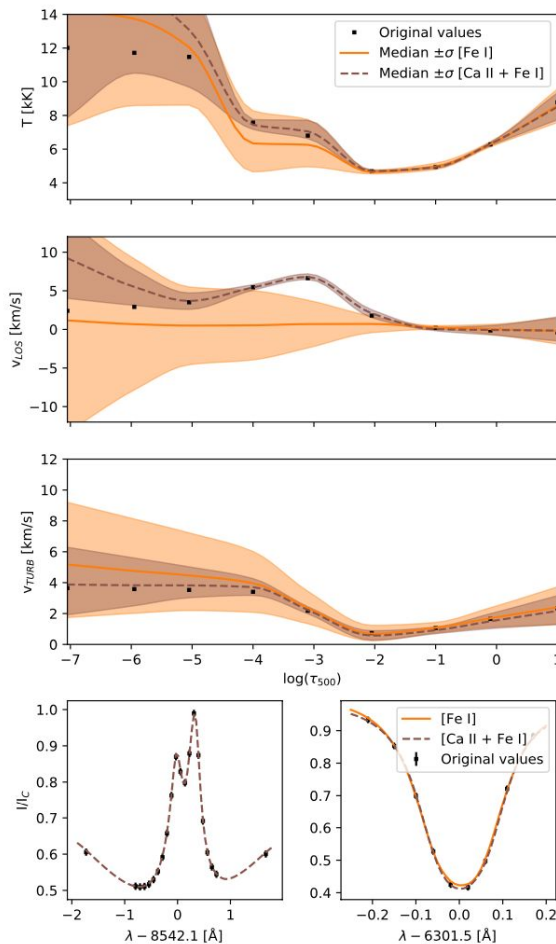 14
12
10
8
6
4
T [kK]
Original values
Median ±σ [Fe I]
Median ±σ [Ca II + Fe I]
10
5
0
−5
−10
v_LOS [km/s]
12
10
8
6
4
2
0
v_TURB [km/s]
−7 −6 −5 −4 −3 −2 −1 0 1
log(τ_500)
1.0
0.9
0.8
0.7
0.6
0.5
I/I_C
−2 −1 0 1 2
λ − 8542.1 [Å]
0.9
0.8
0.7
0.6
0.5
0.4
[Fe I]
[Ca II + Fe I]
Original values
−0.2 −0.1 0.0 0.1 0.2
λ − 6301.5 [Å]